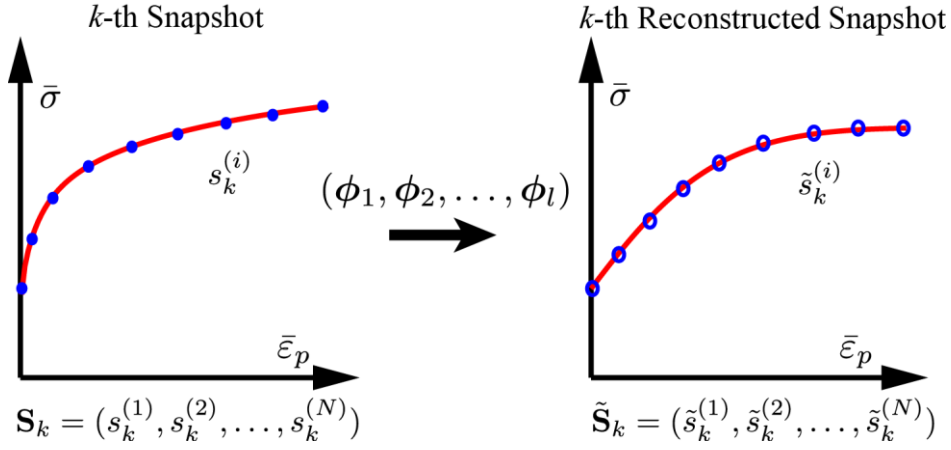 k-th Snapshot
σ̄
s_k^{(i)}
ε̄_p
S_k = (s_k^{(1)}, s_k^{(2)}, . . . , s_k^{(N)})
(ϕ_1, ϕ_2, . . . , ϕ_l)
k-th Reconstructed Snapshot
σ̄
s̃_k^{(i)}
ε̄_p
S̃_k = (s̃_k^{(1)}, s̃_k^{(2)}, . . . , s̃_k^{(N)})